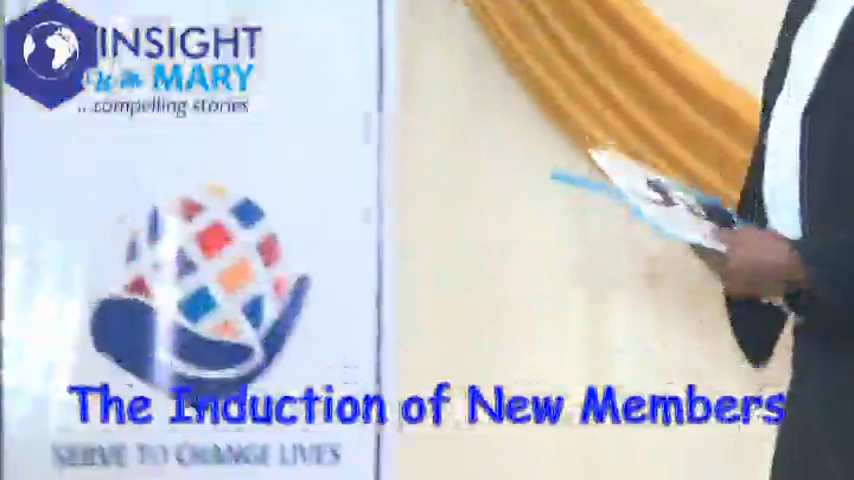 INSIGHT
MARY
...compelling stories
The Induction of New Members
SERVE TO CHANGE LIVES